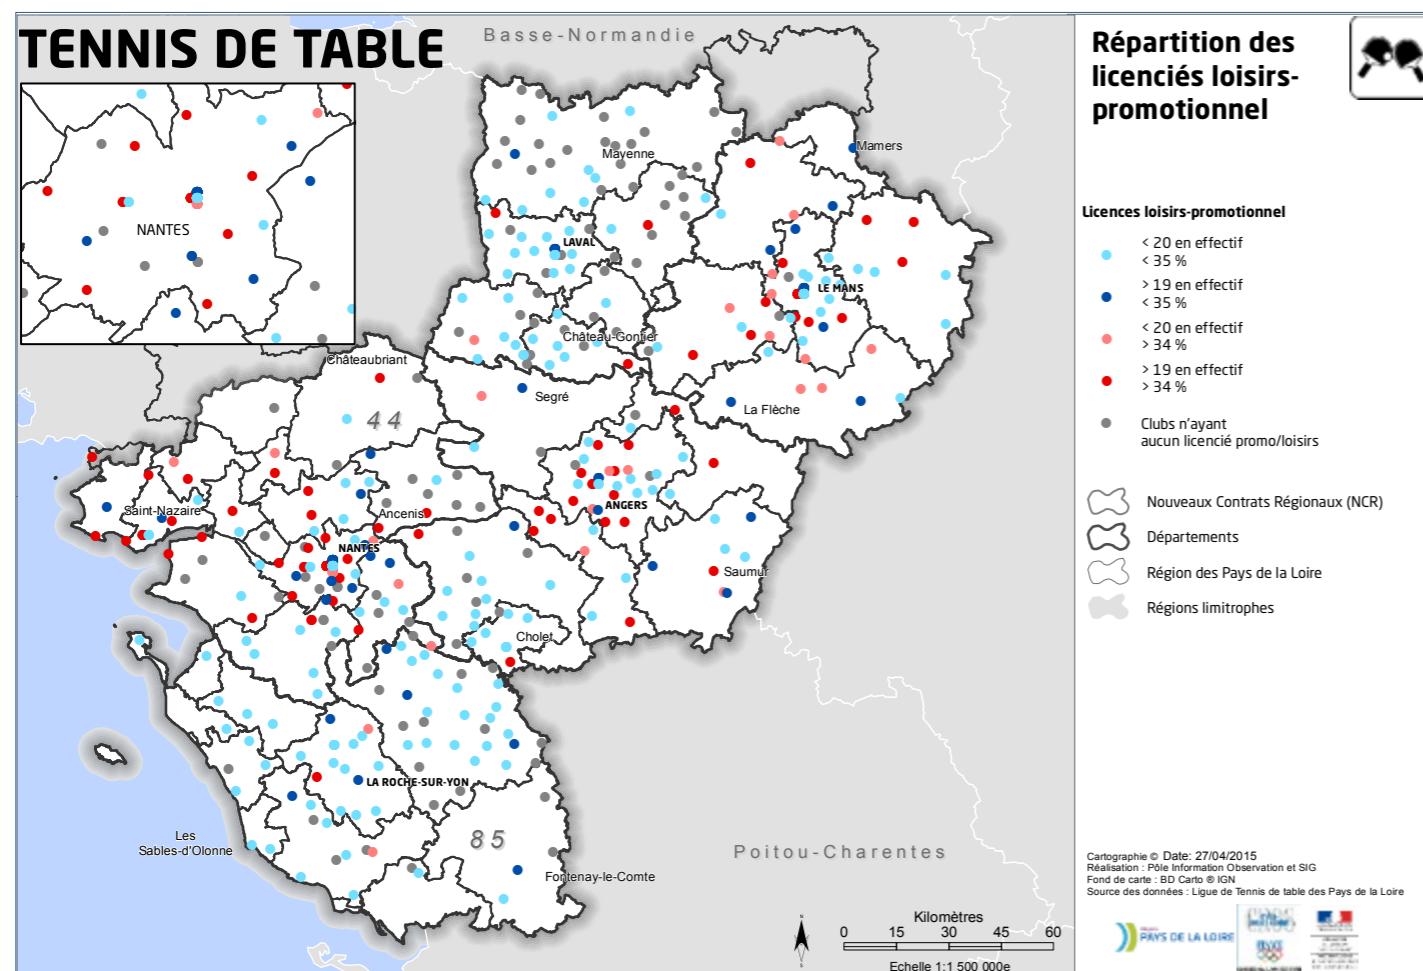 TENNIS DE TABLE
Basse-Normandie
Répartition des
licenciés loisirs-
promotionnel
Mamers
Mayenne
NANTES
LAVAL
LE MANS
Château-Gontier
Châteaubriant
Segré
La Flèche
44
Saint-Nazaire
Ancenis
ANGERS
NANTES
Saumur
Cholet
LA ROCHE-SUR-YON
Les
Sables-d'Olonne
85
Fontenay-le-Comte
Poitou-Charentes
Licences loisirs-promotionnel
< 20 en effectif
< 35 %
> 19 en effectif
< 35 %
< 20 en effectif
> 34 %
> 19 en effectif
> 34 %
Clubs n'ayant
aucun licencié promo/loisirs
Nouveaux Contrats Régionaux (NCR)
Départements
Région des Pays de la Loire
Régions limitrophes
Kilomètres
0 15 30 45 60
Echelle 1:1 500 000e
Cartographie © Date: 27/04/2015
Réalisation : Pôle Information Observation et SIG
Fond de carte : BD Carto ® IGN
Source des données : Ligue de Tennis de table des Pays de la Loire
PAYS DE LA LOIRE